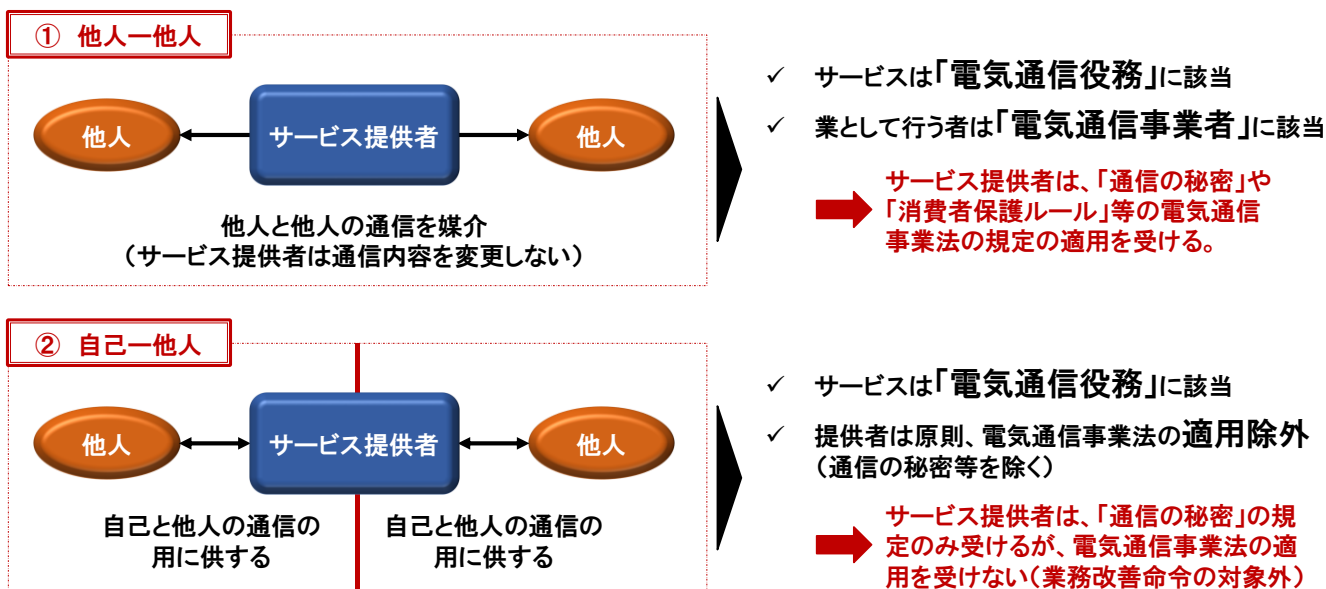 ① 他人ー他人
他人
サービス提供者
他人
他人と他人の通信を媒介
（サービス提供者は通信内容を変更しない）
✓ サービスは「電気通信役務」に該当
✓ 業として行う者は「電気通信事業者」に該当
サービス提供者は、「通信の秘密」や
「消費者保護ルール」等の電気通信
事業法の規定の適用を受ける。
② 自己ー他人
他人
サービス提供者
他人
自己と他人の通信の
用に供する
自己と他人の通信の
用に供する
✓ サービスは「電気通信役務」に該当
✓ 提供者は原則、電気通信事業法の適用除外
（通信の秘密等を除く）
サービス提供者は、「通信の秘密」の規
定のみ受けるが、電気通信事業法の適
用を受けない（業務改善命令の対象外）